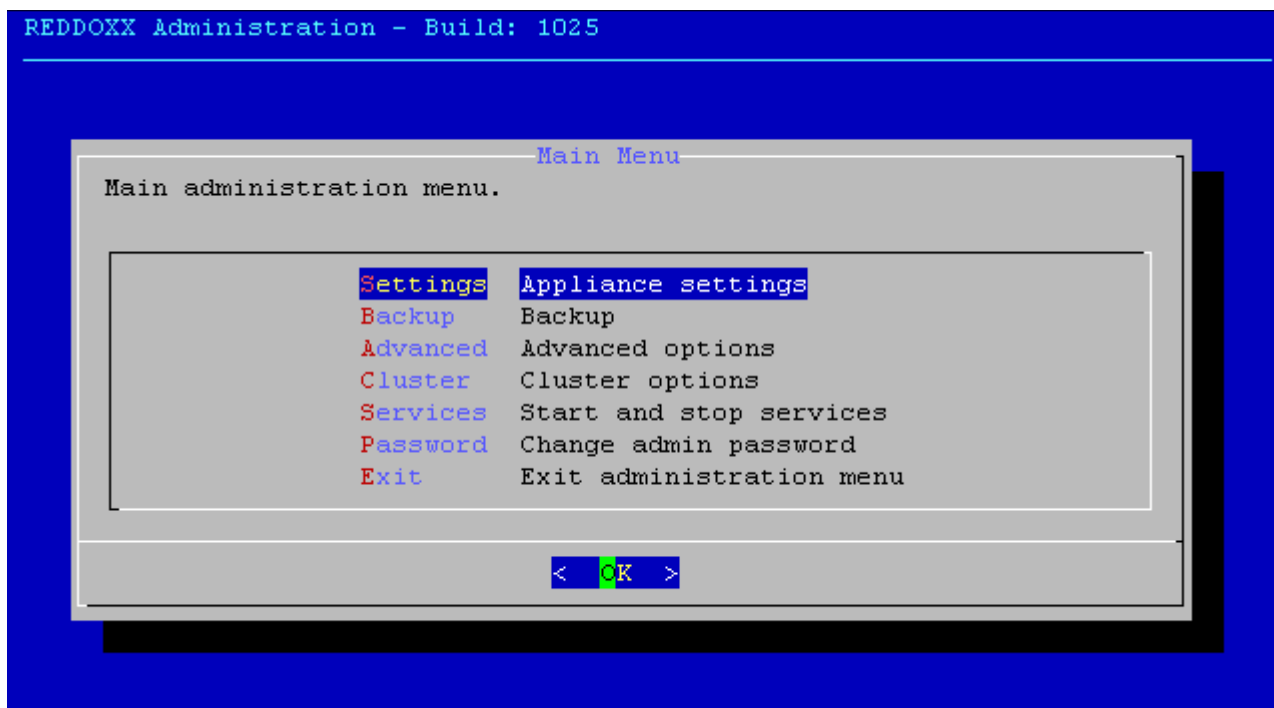 REDDOXX Administration - Build: 1025
Main Menu
Main administration menu.
Settings Appliance settings
Backup Backup
Advanced Advanced options
Cluster Cluster options
Services Start and stop services
Password Change admin password
Exit Exit administration menu
< OK >